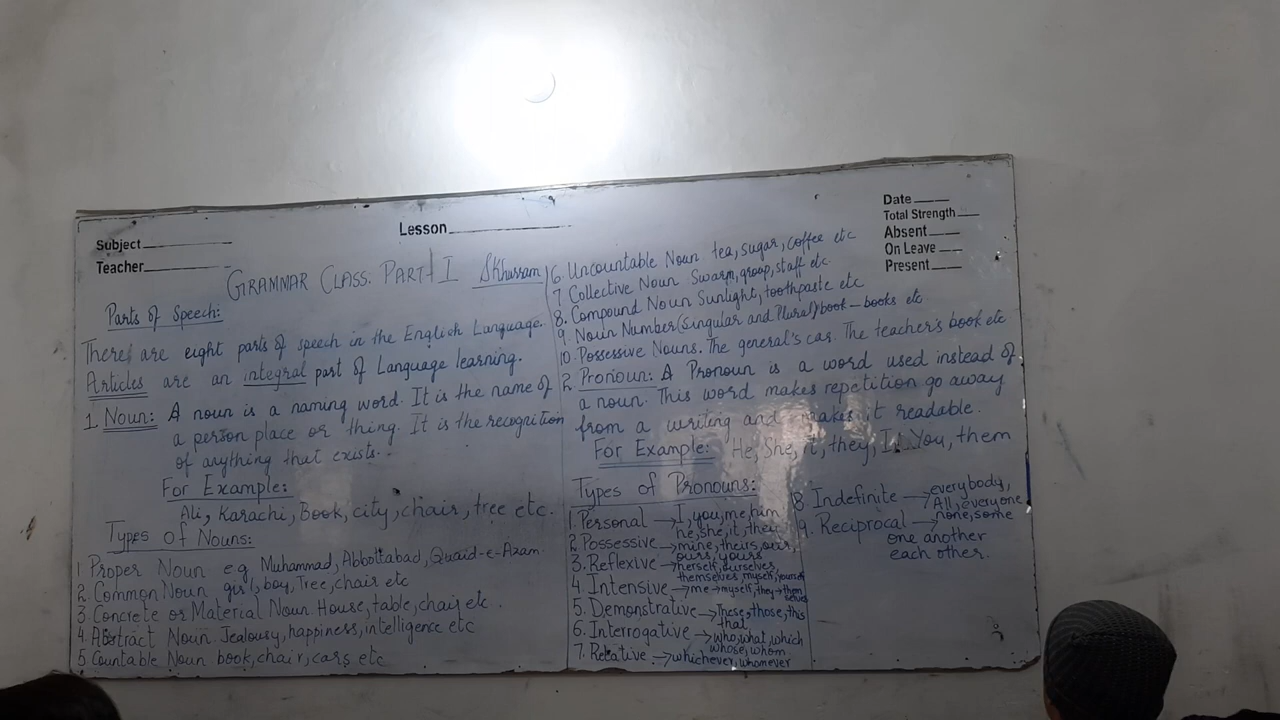 Subject
Teacher
Lesson
Date
Total Strength
Absent
On Leave
Present
GRAMMAR CLASS. PART I
SKhurram
Parts of Speech:
There are eight parts of speech in the English Language.
Articles are an integral part of Language learning.
1. Noun: A noun is a naming word. It is the name of
a person place or thing. It is the recognition
of anything that exists.
For Example:
Ali, Karachi, Book, city, chair, tree etc.
Types Of Nouns:
1 Proper Noun eg Muhammad, Abbottabad, Quaid-e-Azam.
2. Common Noun girl, boy, Tree, chair etc
3 Concrete or Material Noun. House, table, chair etc.
4 Abstract Noun Jealousy, happiness, intelligence etc
5 Countable Noun book, chair, cars etc
6. Uncountable Noun tea, sugar, coffee etc
7 Collective Noun Swarm, group, staff etc.
8. Compound Noun Sunlight, toothpaste etc
9. Noun Number (Singular and Plural) book - books etc
10. Possessive Nouns. The general's car. The teacher's book etc
2. Pronoun: A Pronoun is a word used instead of
a noun. This word makes repetition go away
from a writing and makes it readable.
For Example: He, She, it, they, I, You, them
Types of Pronouns:
1. Personal → I, you, me, him
he, she, it, their
2. Possessive → mine, theirs, ours,
ours, yours
3. Reflexive → herself, ourselves,
themselves myself, yourself
4. Intensive → me → myself, they → them
selves
5. Demonstrative → These, those, this
that
6. Interrogative → who, what, which
whose, whom
7. Relative → whichever, whomever
8 Indefinite → everybody,
All, everyone
none, some
9. Reciprocal →
one another
each other.